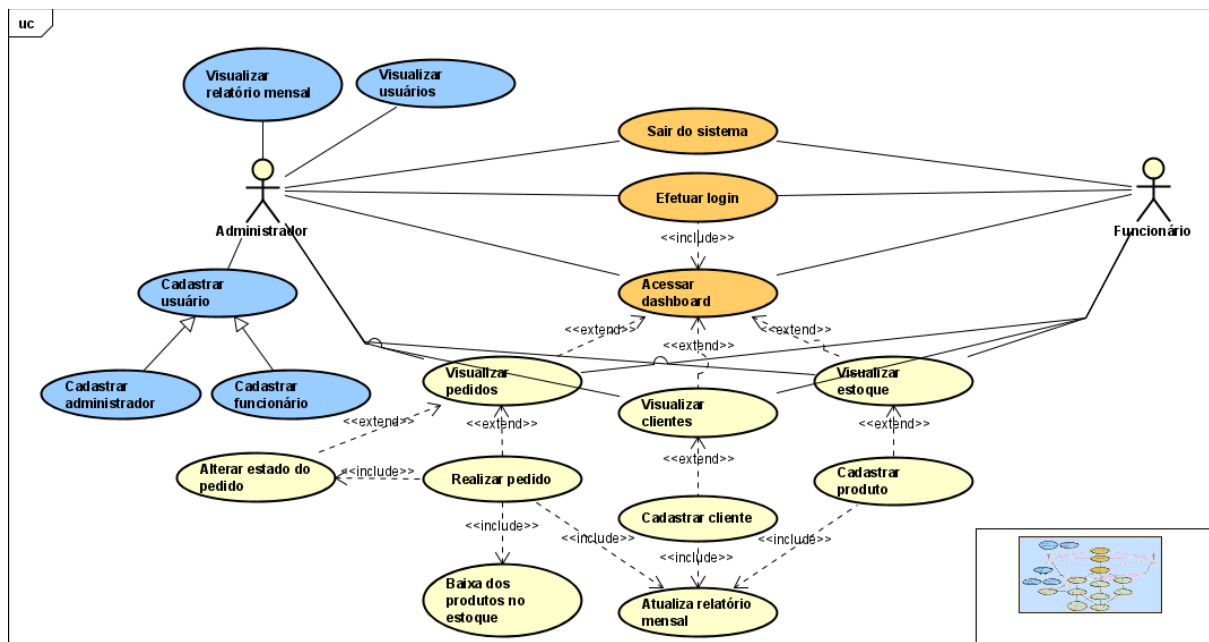 uc
Visualizar
relatório mensal
Visualizar
usuários
Sair do sistema
Efetuar login
Administrador
Funcionário
<<include>>
Cadastrar
usuário
Acessar
dashboard
<<extend>>
<<extend>>
<<extend>>
Cadastrar
administrador
Cadastrar
funcionário
Visualizar
pedidos
Visualizar
clientes
Visualizar
estoque
<<extend>>
<<extend>>
<<extend>>
<<extend>>
Alterar estado do
pedido
<<include>>
Realizar pedido
Cadastrar
produto
Cadastrar cliente
<<include>>
<<include>>
<<include>>
<<include>>
Baixa dos
produtos no
estoque
Atualiza relatório
mensal